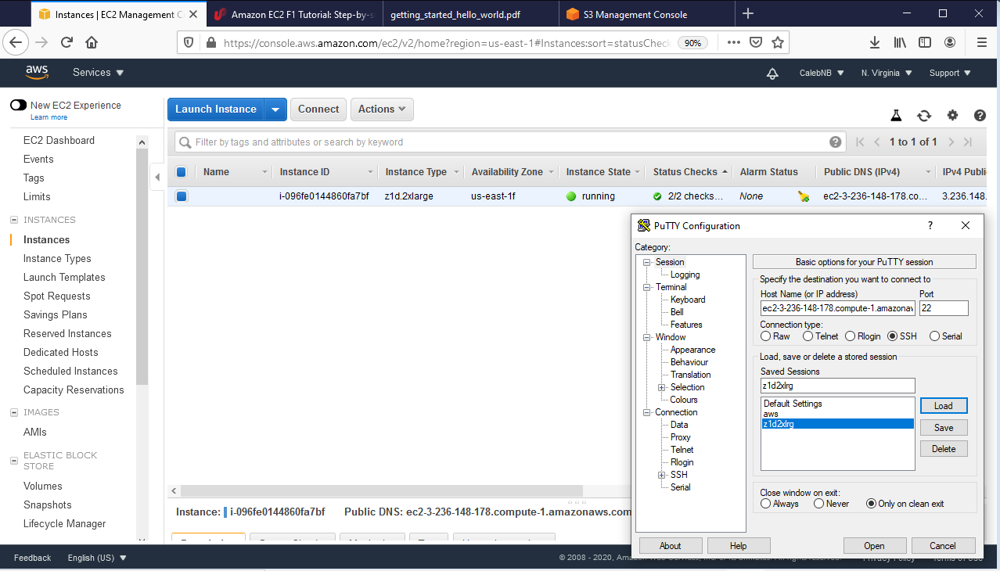 Instances | EC2 Management C
Amazon EC2 F1 Tutorial: Step-by-s
getting_started_hello_world.pdf
S3 Management Console
https://console.aws.amazon.com/ec2/v2/home?region=us-east-1#Instances:sort=statusChec
90%
aws
Services
CalebNB
N. Virginia
Support
New EC2 Experience
Learn more
EC2 Dashboard
Events
Tags
Limits
INSTANCES
Instances
Instance Types
Launch Templates
Spot Requests
Savings Plans
Reserved Instances
Dedicated Hosts
Scheduled Instances
Capacity Reservations
IMAGES
AMIs
ELASTIC BLOCK
STORE
Volumes
Snapshots
Lifecycle Manager
Launch Instance
Connect
Actions
Filter by tags and attributes or search by keyword
1 to 1 of 1
Name Instance ID Instance Type Availability Zone Instance State Status Checks Alarm Status Public DNS (IPv4) IPv4 Publi
i-096fe0144860fa7bf z1d.2xlarge us-east-1f running 2/2 checks... None ec2-3-236-148-178.co... 3.236.148.
Instance: i-096fe0144860fa7bf Public DNS: ec2-3-236-148-178.compute-1.amazonaws.com
PuTTY Configuration
?
Category:
Session
Logging
Terminal
Keyboard
Bell
Features
Window
Appearance
Behaviour
Translation
Selection
Colours
Connection
Data
Proxy
Telnet
Rlogin
SSH
Serial
Basic options for your PuTTY session
Specify the destination you want to connect to
Host Name (or IP address) Port
ec2-3-236-148-178.compute-1.amazonaw 22
Connection type:
Raw Telnet Rlogin SSH Serial
Load, save or delete a stored session
Saved Sessions
z1d2xlrg
Default Settings
aws
z1d2xlrg
Load
Save
Delete
Close window on exit:
Always Never Only on clean exit
About Help Open Cancel
Feedback English (US)
© 2008 - 2020, Amazon Web Services, Inc. or its affiliates. All rights reserved. Privacy Policy Terms of Use